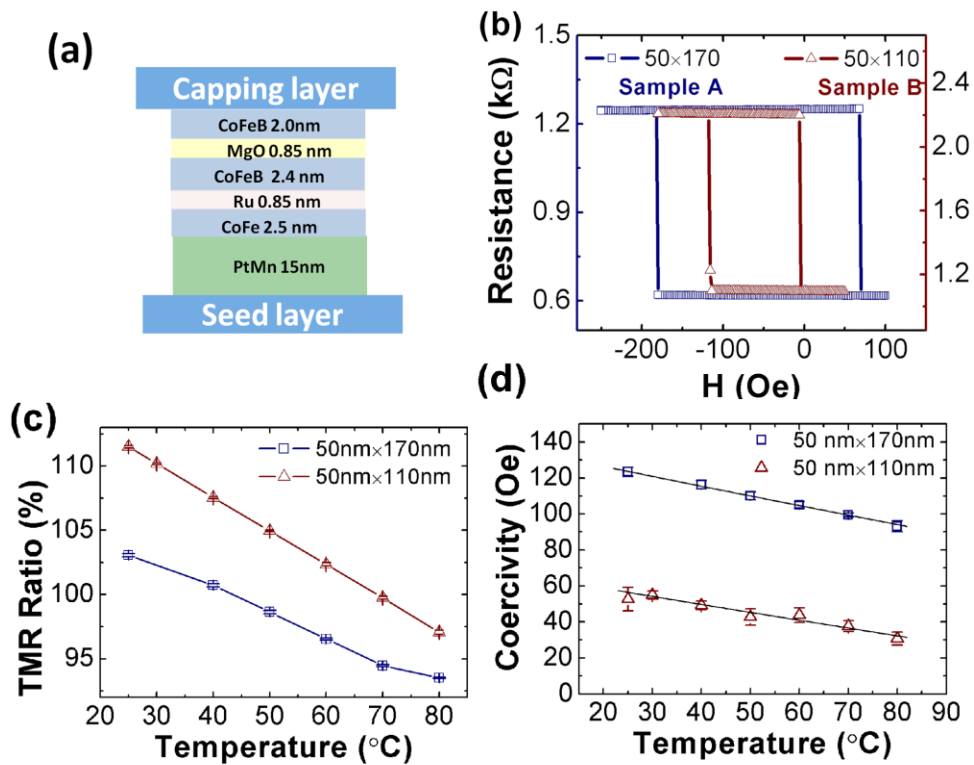 (a)
Capping layer
CoFeB 2.0nm
MgO 0.85 nm
CoFeB 2.4 nm
Ru 0.85 nm
CoFe 2.5 nm
PtMn 15nm
Seed layer
(b)
50×170
50×110
Sample A
Sample B
1.5
1.2
0.9
0.6
2.4
2.0
1.6
1.2
Resistance (kΩ)
-200
-100
0
100
H (Oe)
(c)
50nm×170nm
50nm×110nm
110
105
100
95
TMR Ratio (%)
20
30
40
50
60
70
80
Temperature (°C)
(d)
50 nm×170nm
50 nm×110nm
140
120
100
80
60
40
20
0
Coercivity (Oe)
20
30
40
50
60
70
80
90
Temperature (°C)